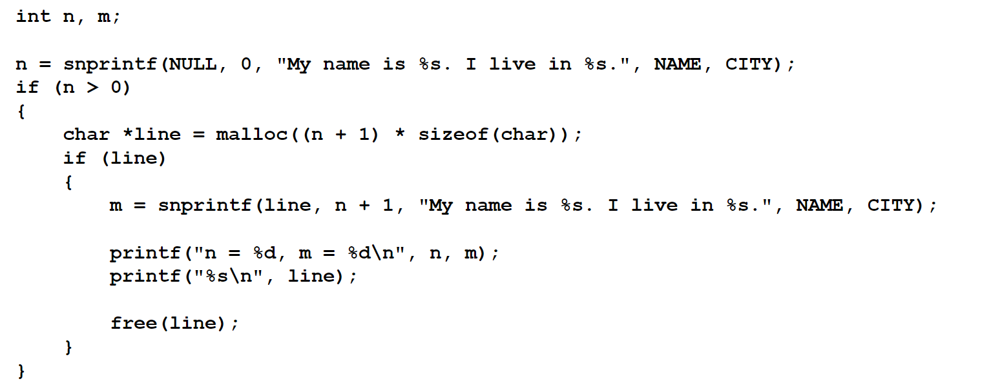 int n, m;

n = snprintf(NULL, 0, "My name is %s. I live in %s.", NAME, CITY);
if (n > 0)
{
    char *line = malloc((n + 1) * sizeof(char));
    if (line)
    {
        m = snprintf(line, n + 1, "My name is %s. I live in %s.", NAME, CITY);

        printf("n = %d, m = %d\n", n, m);
        printf("%s\n", line);

        free(line);
    }
}